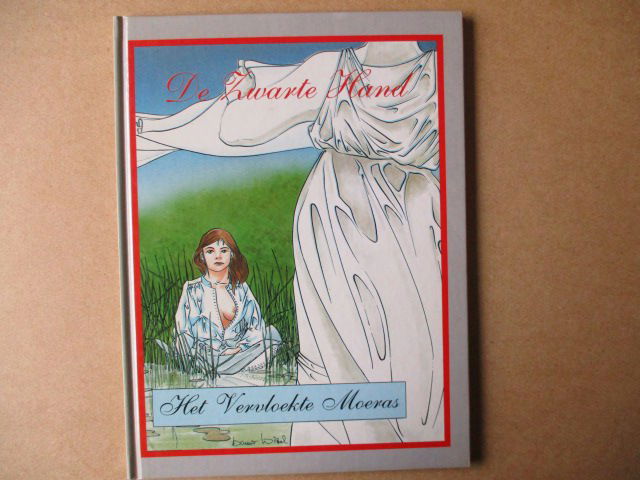 De Zwarte Hand
Het Vervloekte Moeras